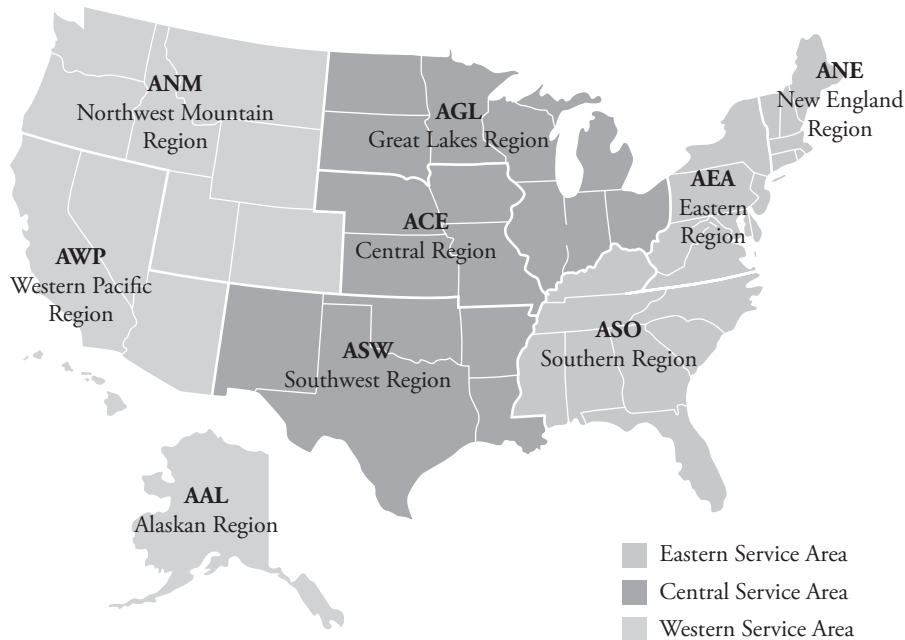 ANM
Northwest Mountain
Region
AGL
Great Lakes Region
ANE
New England
Region
AEA
Eastern
Region
ACE
Central Region
AWP
Western Pacific
Region
ASO
Southern Region
ASW
Southwest Region
AAL
Alaskan Region
Eastern Service Area
Central Service Area
Western Service Area